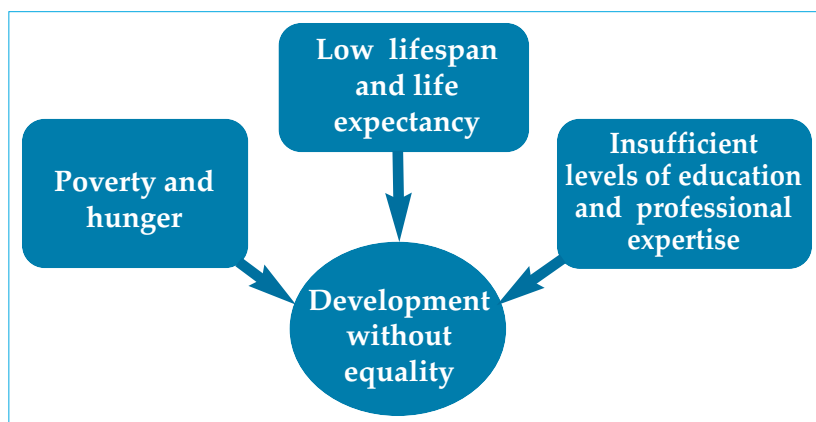 Low lifespan
and life
expectancy
Poverty and
hunger
Insufficient
levels of education
and professional
expertise
Development
without
equality